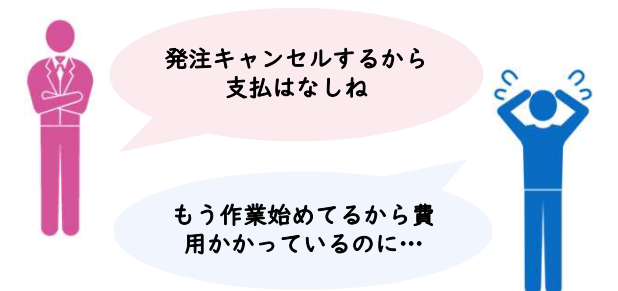 発注キャンセルするから
支払はなしね
もう作業始めてるから費
用かかっているのに…